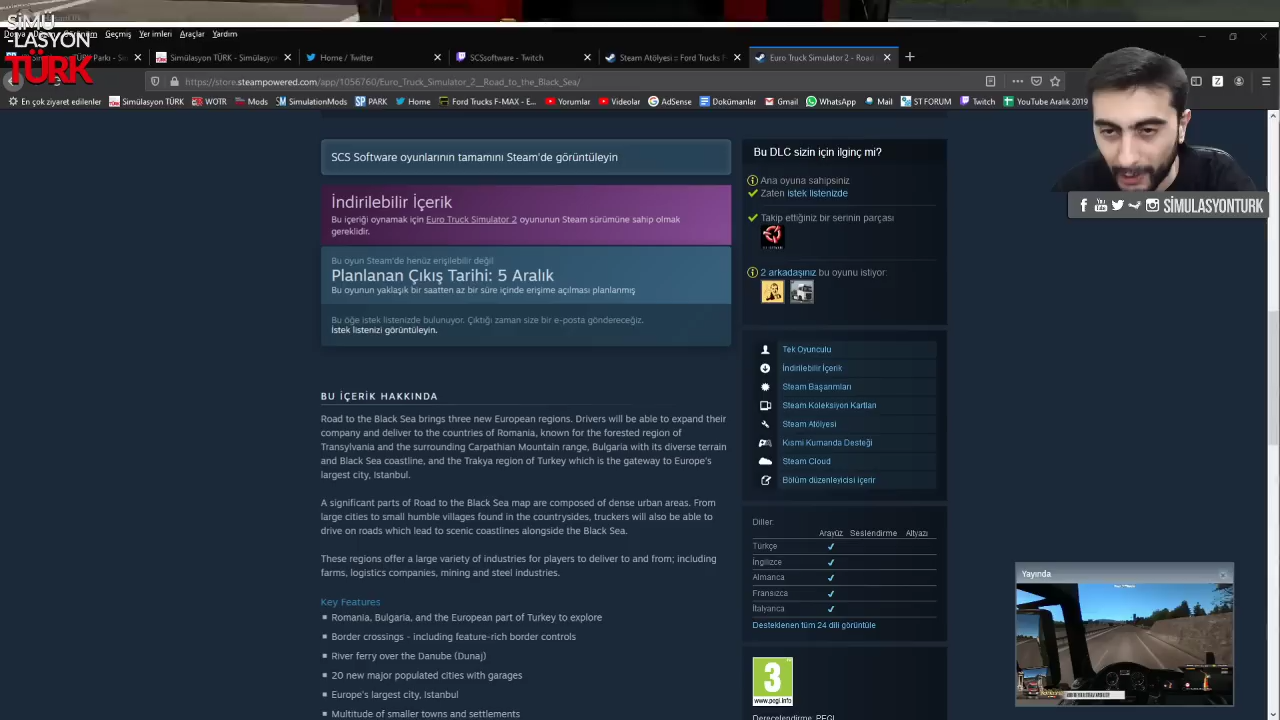 SİMÜ
-LASYON
TÜRK
Dosya Düzen Görünüm Geçmiş Yer imleri Araçlar Yardım
Simülasyon TÜRK
Home / Twitter
SCSsoftware - Twitch
Steam Atölyesi = Ford Trucks F-
Euro Truck Simulator 2 - Road
https://store.steampowered.com/app/1056760/Euro_Truck_Simulator_2__Road_to_the_Black_Sea/
En çok ziyaret edilenler
Simülasyon TÜRK
WOTR
Mods
SimulationMods
PARK
Home
Ford Trucks F-MAX - E...
Yorumlar
Videolar
AdSense
Dokümanlar
Gmail
WhatsApp
Mail
ST FORUM
Twitch
YouTube Aralık 2019
SİMULASYONTURK
SCS Software oyunlarının tamamını Steam'de görüntüleyin
İndirilebilir İçerik
Bu içeriği oynamak için Euro Truck Simulator 2 oyununun Steam sürümüne sahip olmak
gereklidir.
Bu oyun Steam'de henüz erişilebilir değil
Planlanan Çıkış Tarihi: 5 Aralık
Bu oyunun yaklaşık bir saatten az bir süre içinde erişime açılması planlanmış
Bu öğe istek listenizde bulunuyor. Çıktığı zaman size bir e-posta göndereceğiz.
İstek listenizi görüntüleyin.
BU İÇERİK HAKKINDA
Road to the Black Sea brings three new European regions. Drivers will be able to expand their
company and deliver to the countries of Romania, known for the forested region of
Transylvania and the surrounding Carpathian Mountain range, Bulgaria with its diverse terrain
and Black Sea coastline, and the Trakya region of Turkey which is the gateway to Europe's
largest city, Istanbul.
A significant parts of Road to the Black Sea map are composed of dense urban areas. From
large cities to small humble villages found in the countrysides, truckers will also be able to
drive on roads which lead to scenic coastlines alongside the Black Sea.
These regions offer a large variety of industries for players to deliver to and from; including
farms, logistics companies, mining and steel industries.
Key Features
Romania, Bulgaria, and the European part of Turkey to explore
Border crossings - including feature-rich border controls
River ferry over the Danube (Dunaj)
20 new major populated cities with garages
Europe's largest city, Istanbul
Multitude of smaller towns and settlements
Bu DLC sizin için ilginç mi?
Ana oyuna sahipsiniz
Zaten istek listenizde
Takip ettiğiniz bir serinin parçası
2 arkadaşınız bu oyunu istiyor:
Tek Oyunculu
İndirilebilir İçerik
Steam Başarımları
Steam Koleksiyon Kartları
Steam Atölyesi
Kısmi Kumanda Desteği
Steam Cloud
Bölüm düzenleyicisi içerir
Diller:
Arayüz Seslendirme Altyazı
Türkçe
İngilizce
Almanca
Fransızca
İtalyanca
Desteklenen tüm 24 dili görüntüle
3
www.pegi.info
Derecelendirme: PEGI
Yayında